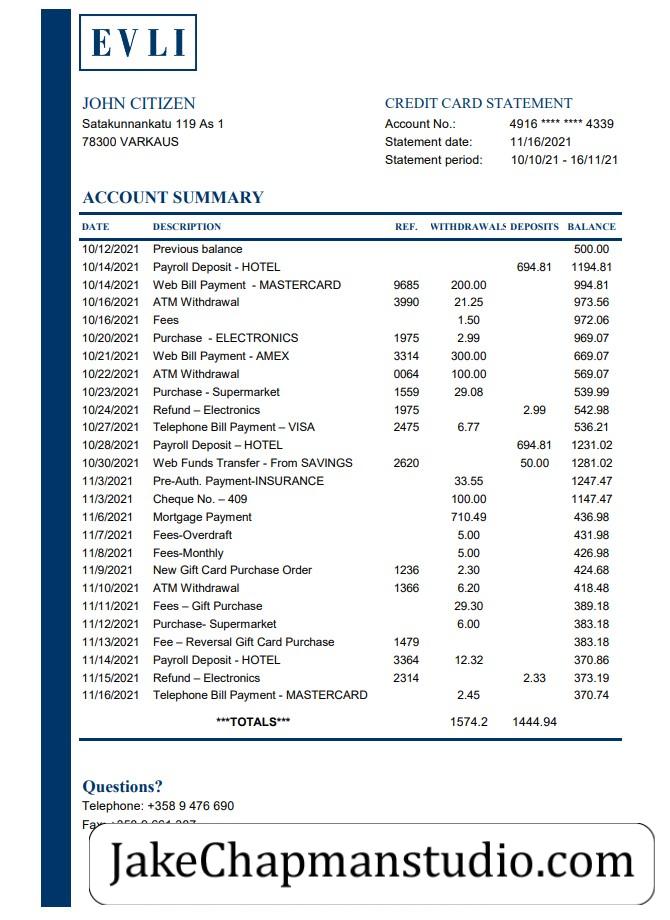 EVLI
JOHN CITIZEN
Satakunnankatu 119 As 1
78300 VARKAUS
CREDIT CARD STATEMENT
Account No.: 4916 **** **** 4339
Statement date: 11/16/2021
Statement period: 10/10/21 - 16/11/21
ACCOUNT SUMMARY
DATE DESCRIPTION REF. WITHDRAWALS DEPOSITS BALANCE
10/12/2021 Previous balance 500.00
10/14/2021 Payroll Deposit - HOTEL 694.81 1194.81
10/14/2021 Web Bill Payment - MASTERCARD 9685 200.00 994.81
10/16/2021 ATM Withdrawal 3990 21.25 973.56
10/16/2021 Fees 1.50 972.06
10/20/2021 Purchase - ELECTRONICS 1975 2.99 969.07
10/21/2021 Web Bill Payment - AMEX 3314 300.00 669.07
10/22/2021 ATM Withdrawal 0064 100.00 569.07
10/23/2021 Purchase - Supermarket 1559 29.08 539.99
10/24/2021 Refund – Electronics 1975 2.99 542.98
10/27/2021 Telephone Bill Payment – VISA 2475 6.77 536.21
10/28/2021 Payroll Deposit – HOTEL 694.81 1231.02
10/30/2021 Web Funds Transfer - From SAVINGS 2620 50.00 1281.02
11/3/2021 Pre-Auth. Payment-INSURANCE 33.55 1247.47
11/3/2021 Cheque No. – 409 100.00 1147.47
11/6/2021 Mortgage Payment 710.49 436.98
11/7/2021 Fees-Overdraft 5.00 431.98
11/8/2021 Fees-Monthly 5.00 426.98
11/9/2021 New Gift Card Purchase Order 1236 2.30 424.68
11/10/2021 ATM Withdrawal 1366 6.20 418.48
11/11/2021 Fees – Gift Purchase 29.30 389.18
11/12/2021 Purchase- Supermarket 6.00 383.18
11/13/2021 Fee – Reversal Gift Card Purchase 1479 383.18
11/14/2021 Payroll Deposit - HOTEL 3364 12.32 370.86
11/15/2021 Refund – Electronics 2314 2.33 373.19
11/16/2021 Telephone Bill Payment - MASTERCARD 2.45 370.74
***TOTALS*** 1574.2 1444.94
Questions?
Telephone: +358 9 476 690
JakeChapmanstudio.com